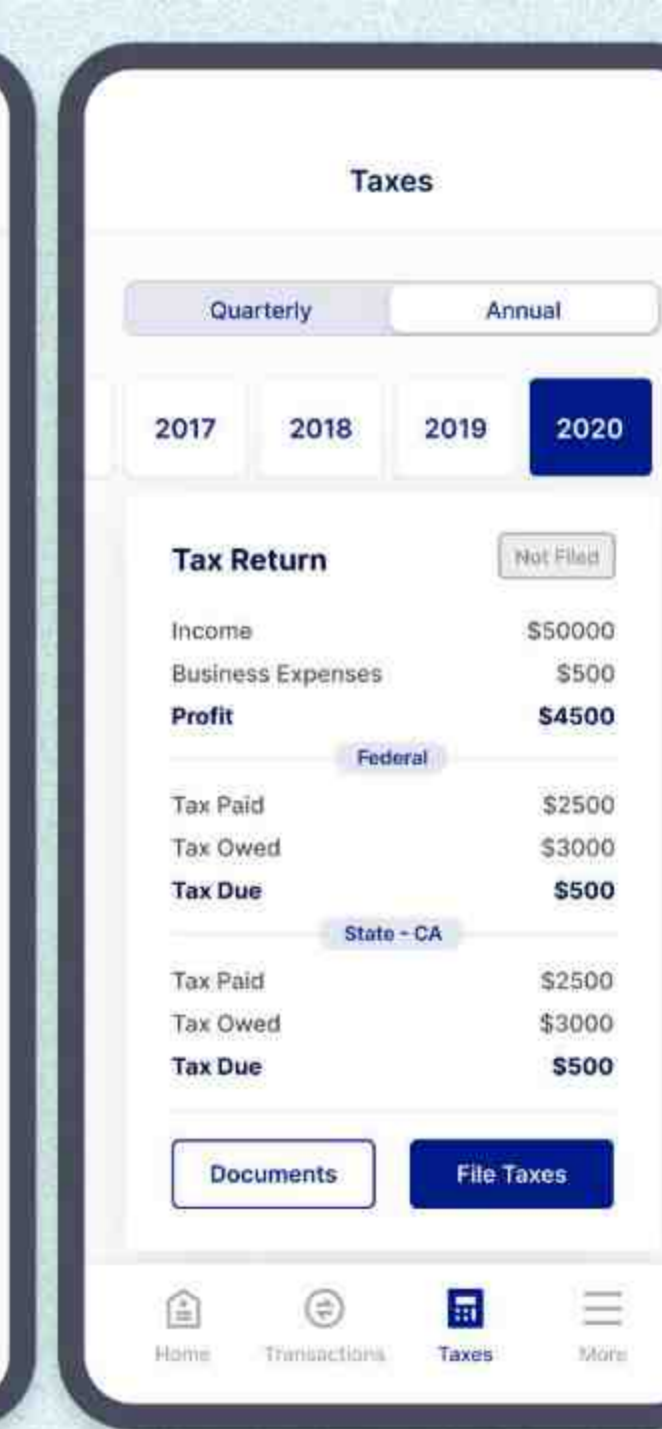 Taxes
Quarterly Annual
2017 2018 2019 2020
Tax Return Not Filed
Income $50000
Business Expenses $500
Profit $4500
Federal
Tax Paid $2500
Tax Owed $3000
Tax Due $500
State - CA
Tax Paid $2500
Tax Owed $3000
Tax Due $500
Documents File Taxes
Home Transactions Taxes More